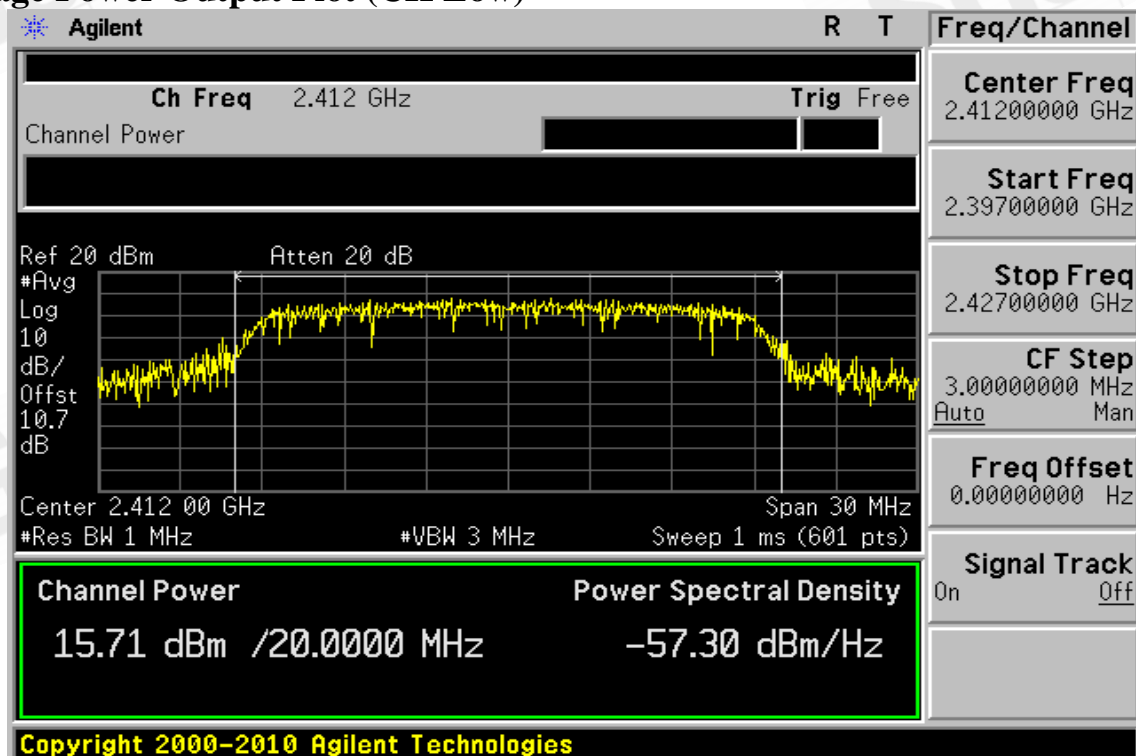 Power Output Plot (CH Low)
Agilent R T
Freq/Channel
Ch Freq 2.412 GHz Trig Free
Channel Power
Center Freq
2.41200000 GHz
Start Freq
2.39700000 GHz
Stop Freq
2.42700000 GHz
CF Step
3.00000000 MHz
Auto Man
Freq Offset
0.00000000 Hz
Signal Track
On Off
Ref 20 dBm Atten 20 dB
#Avg
Log
10
dB/
Offst
10.7
dB
Center 2.412 00 GHz Span 30 MHz
#Res BW 1 MHz #VBW 3 MHz Sweep 1 ms (601 pts)
Channel Power Power Spectral Density
15.71 dBm /20.0000 MHz -57.30 dBm/Hz
Copyright 2000-2010 Agilent Technologies